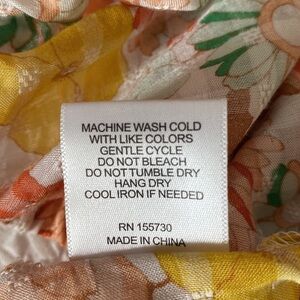 MACHINE WASH COLD
WITH LIKE COLORS
GENTLE CYCLE
DO NOT BLEACH
DO NOT TUMBLE DRY
HANG DRY
COOL IRON IF NEEDED
RN 155730
MADE IN CHINA